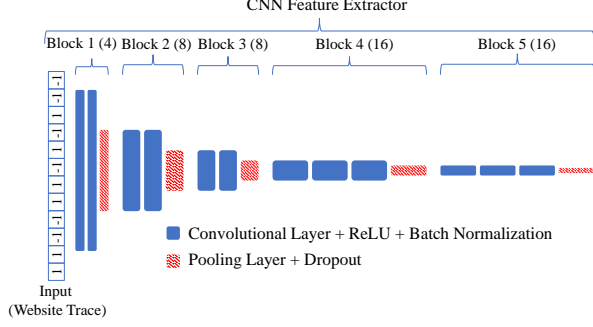 CNN Feature Extractor
Block 1 (4)
Block 2 (8)
Block 3 (8)
Block 4 (16)
Block 5 (16)
Convolutional Layer + ReLU + Batch Normalization
Pooling Layer + Dropout
Input
(Website Trace)